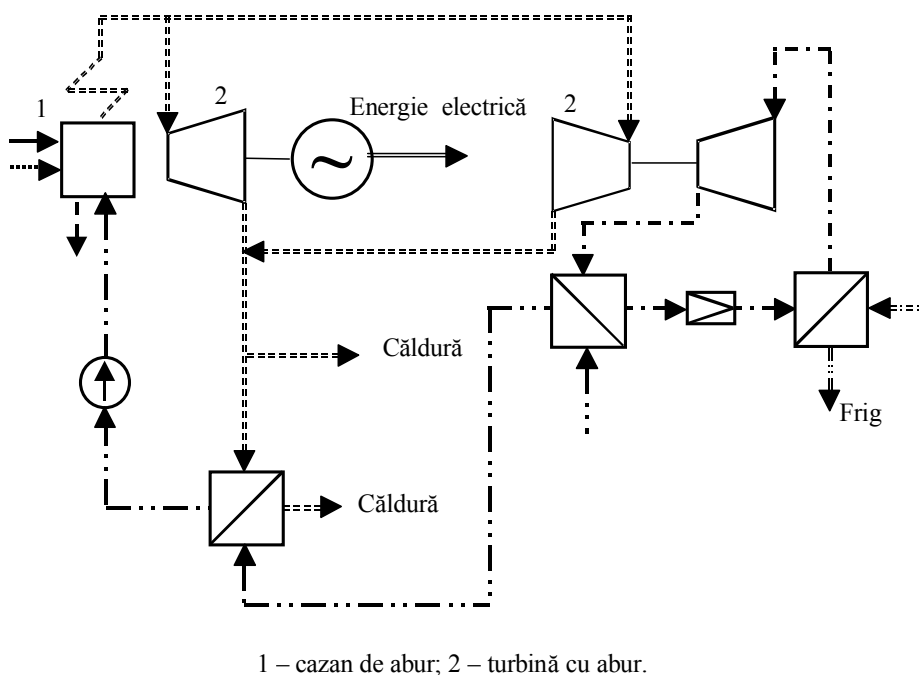 1
2
Energie electrică
2
Căldură
Frig
Căldură
1 – cazan de abur; 2 – turbină cu abur.